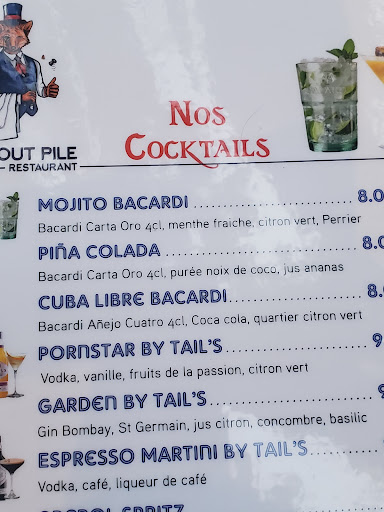 OUT PILE
RESTAURANT
NOS
COCKTAILS
MOJITO BACARDI 8.0
Bacardi Carta Oro 4cl, menthe fraiche, citron vert, Perrier
PIÑA COLADA 8.0
Bacardi Carta Oro 4cl, purée noix de coco, jus ananas
CUBA LIBRE BACARDI 8.
Bacardi Añejo Cuatro 4cl, Coca cola, quartier citron vert
PORNSTAR BY TAIL'S 9
Vodka, vanille, fruits de la passion, citron vert
GARDEN BY TAIL'S 9
Gin Bombay, St Germain, jus citron, concombre, basilic
ESPRESSO MARTINI BY TAIL'S
Vodka, café, liqueur de café
SPRITZ